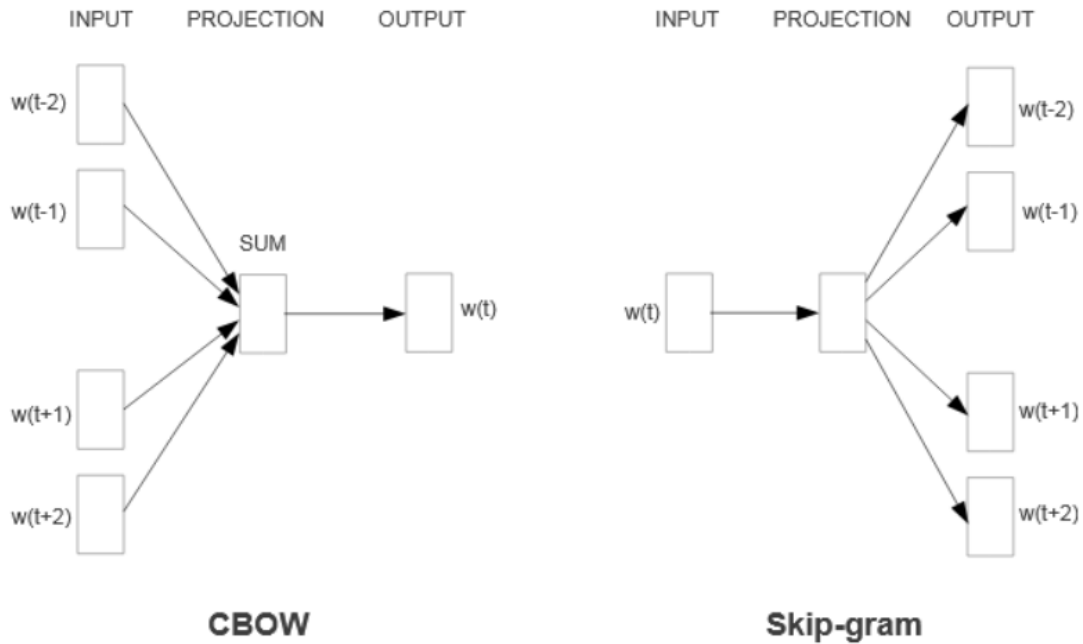 INPUT PROJECTION OUTPUT
w(t-2)
w(t-1)
SUM
w(t)
w(t+1)
w(t+2)
CBOW
INPUT PROJECTION OUTPUT
w(t-2)
w(t-1)
w(t)
w(t+1)
w(t+2)
Skip-gram